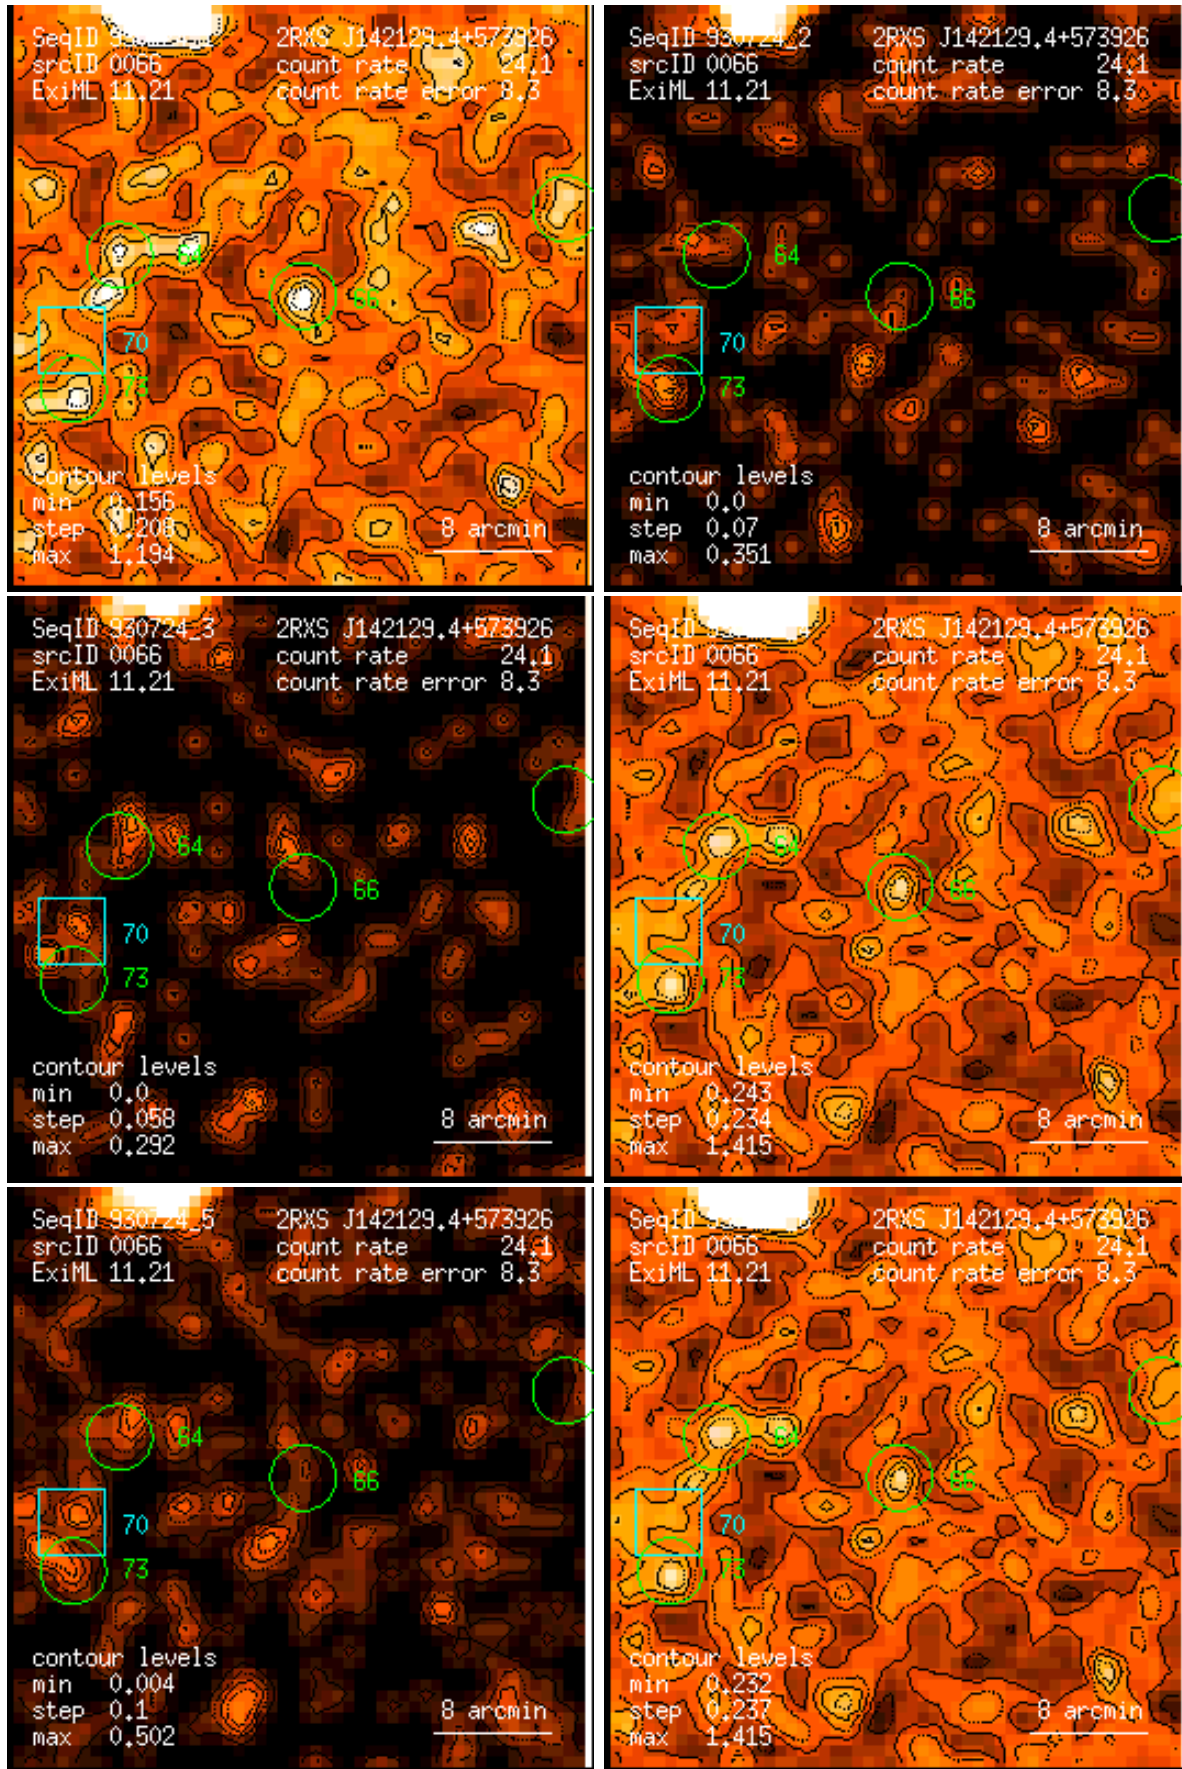 SeqID 2RXS J142129.4+573926
srcID 0066 count rate 24.1
ExiML 11.21 count rate error 8.3
64
66
70
73
contour levels
min 0.156
step 0.208
max 1.194
8 arcmin
SeqID 930724_2 2RXS J142129.4+573926
srcID 0066 count rate 24.1
ExiML 11.21 count rate error 8.3
64
66
70
73
contour levels
min 0.0
step 0.07
max 0.351
8 arcmin
SeqID 930724_3 2RXS J142129.4+573926
srcID 0066 count rate 24.1
ExiML 11.21 count rate error 8.3
64
66
70
73
contour levels
min 0.0
step 0.058
max 0.292
8 arcmin
SeqID 2RXS J142129.4+573926
srcID 0066 count rate 24.1
ExiML 11.21 count rate error 8.3
64
66
70
73
contour levels
min 0.243
step 0.234
max 1.415
8 arcmin
SeqID 930724_5 2RXS J142129.4+573926
srcID 0066 count rate 24.1
ExiML 11.21 count rate error 8.3
64
66
70
73
contour levels
min 0.004
step 0.1
max 0.502
8 arcmin
SeqID 2RXS J142129.4+573926
srcID 0066 count rate 24.1
ExiML 11.21 count rate error 8.3
64
66
70
73
contour levels
min 0.232
step 0.237
max 1.415
8 arcmin